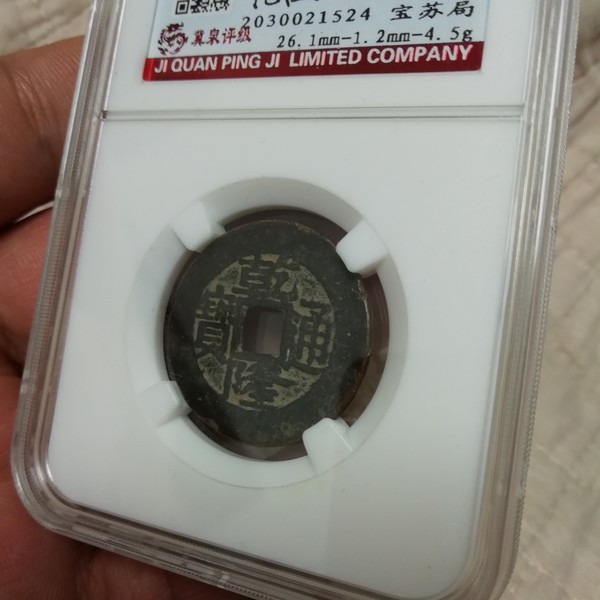 2030021524 宝苏局
冀泉评级 26.1mm-1.2mm-4.5g
JI QUAN PING JI LIMITED COMPANY
乾隆通寶